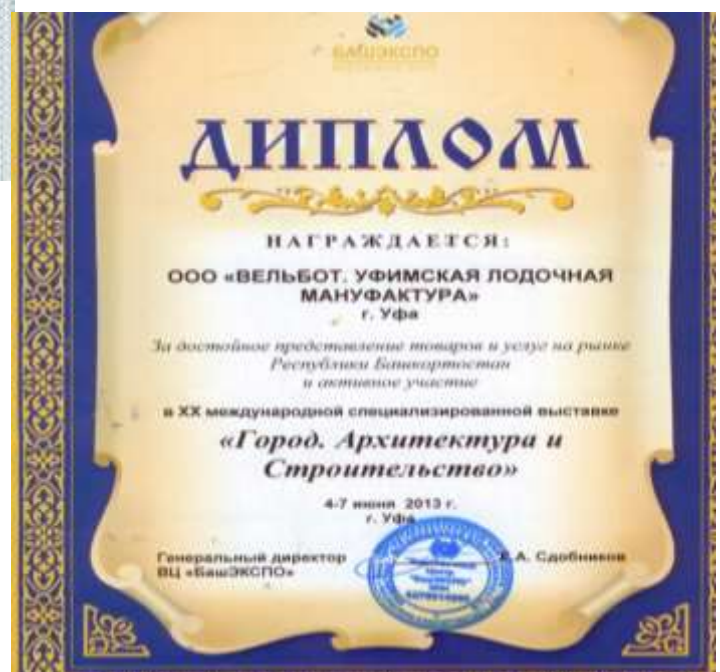 БАШЭКСПО
ДИПЛОМ
НАГРАЖДАЕТСЯ:
ООО «ВЕЛЬБОТ. УФИМСКАЯ ЛОДОЧНАЯ
МАНУФАКТУРА»
г. Уфа
За достойное представление товаров и услуг на рынке
Республики Башкортостан
и активное участие
в XX международной специализированной выставке
«Город. Архитектура и
Строительство»
4-7 июня 2013 г.
г. Уфа
Генеральный директор
ВЦ «БашЭКСПО»
А. Сдобников